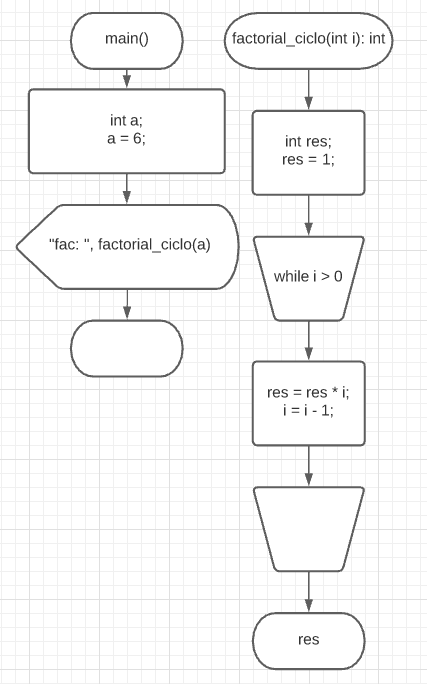 main()
int a;
a = 6;
"fac: ", factorial_ciclo(a)
factorial_ciclo(int i): int
int res;
res = 1;
while i > 0
res = res * i;
i = i - 1;
res